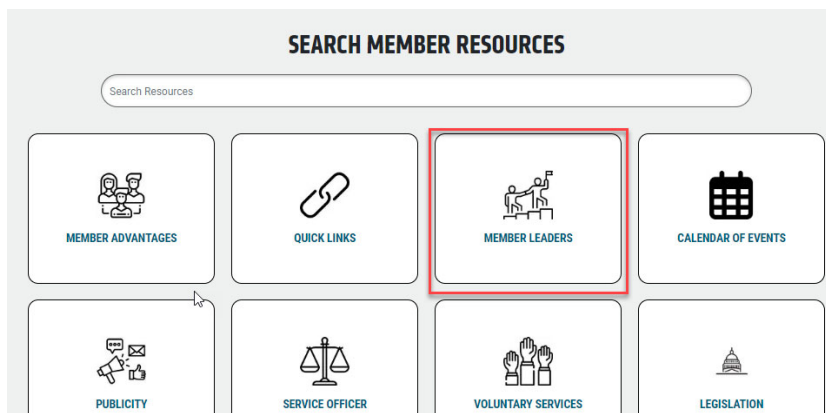 SEARCH MEMBER RESOURCES
Search Resources
MEMBER ADVANTAGES
QUICK LINKS
MEMBER LEADERS
CALENDAR OF EVENTS
PUBLICITY
SERVICE OFFICER
VOLUNTARY SERVICES
LEGISLATION